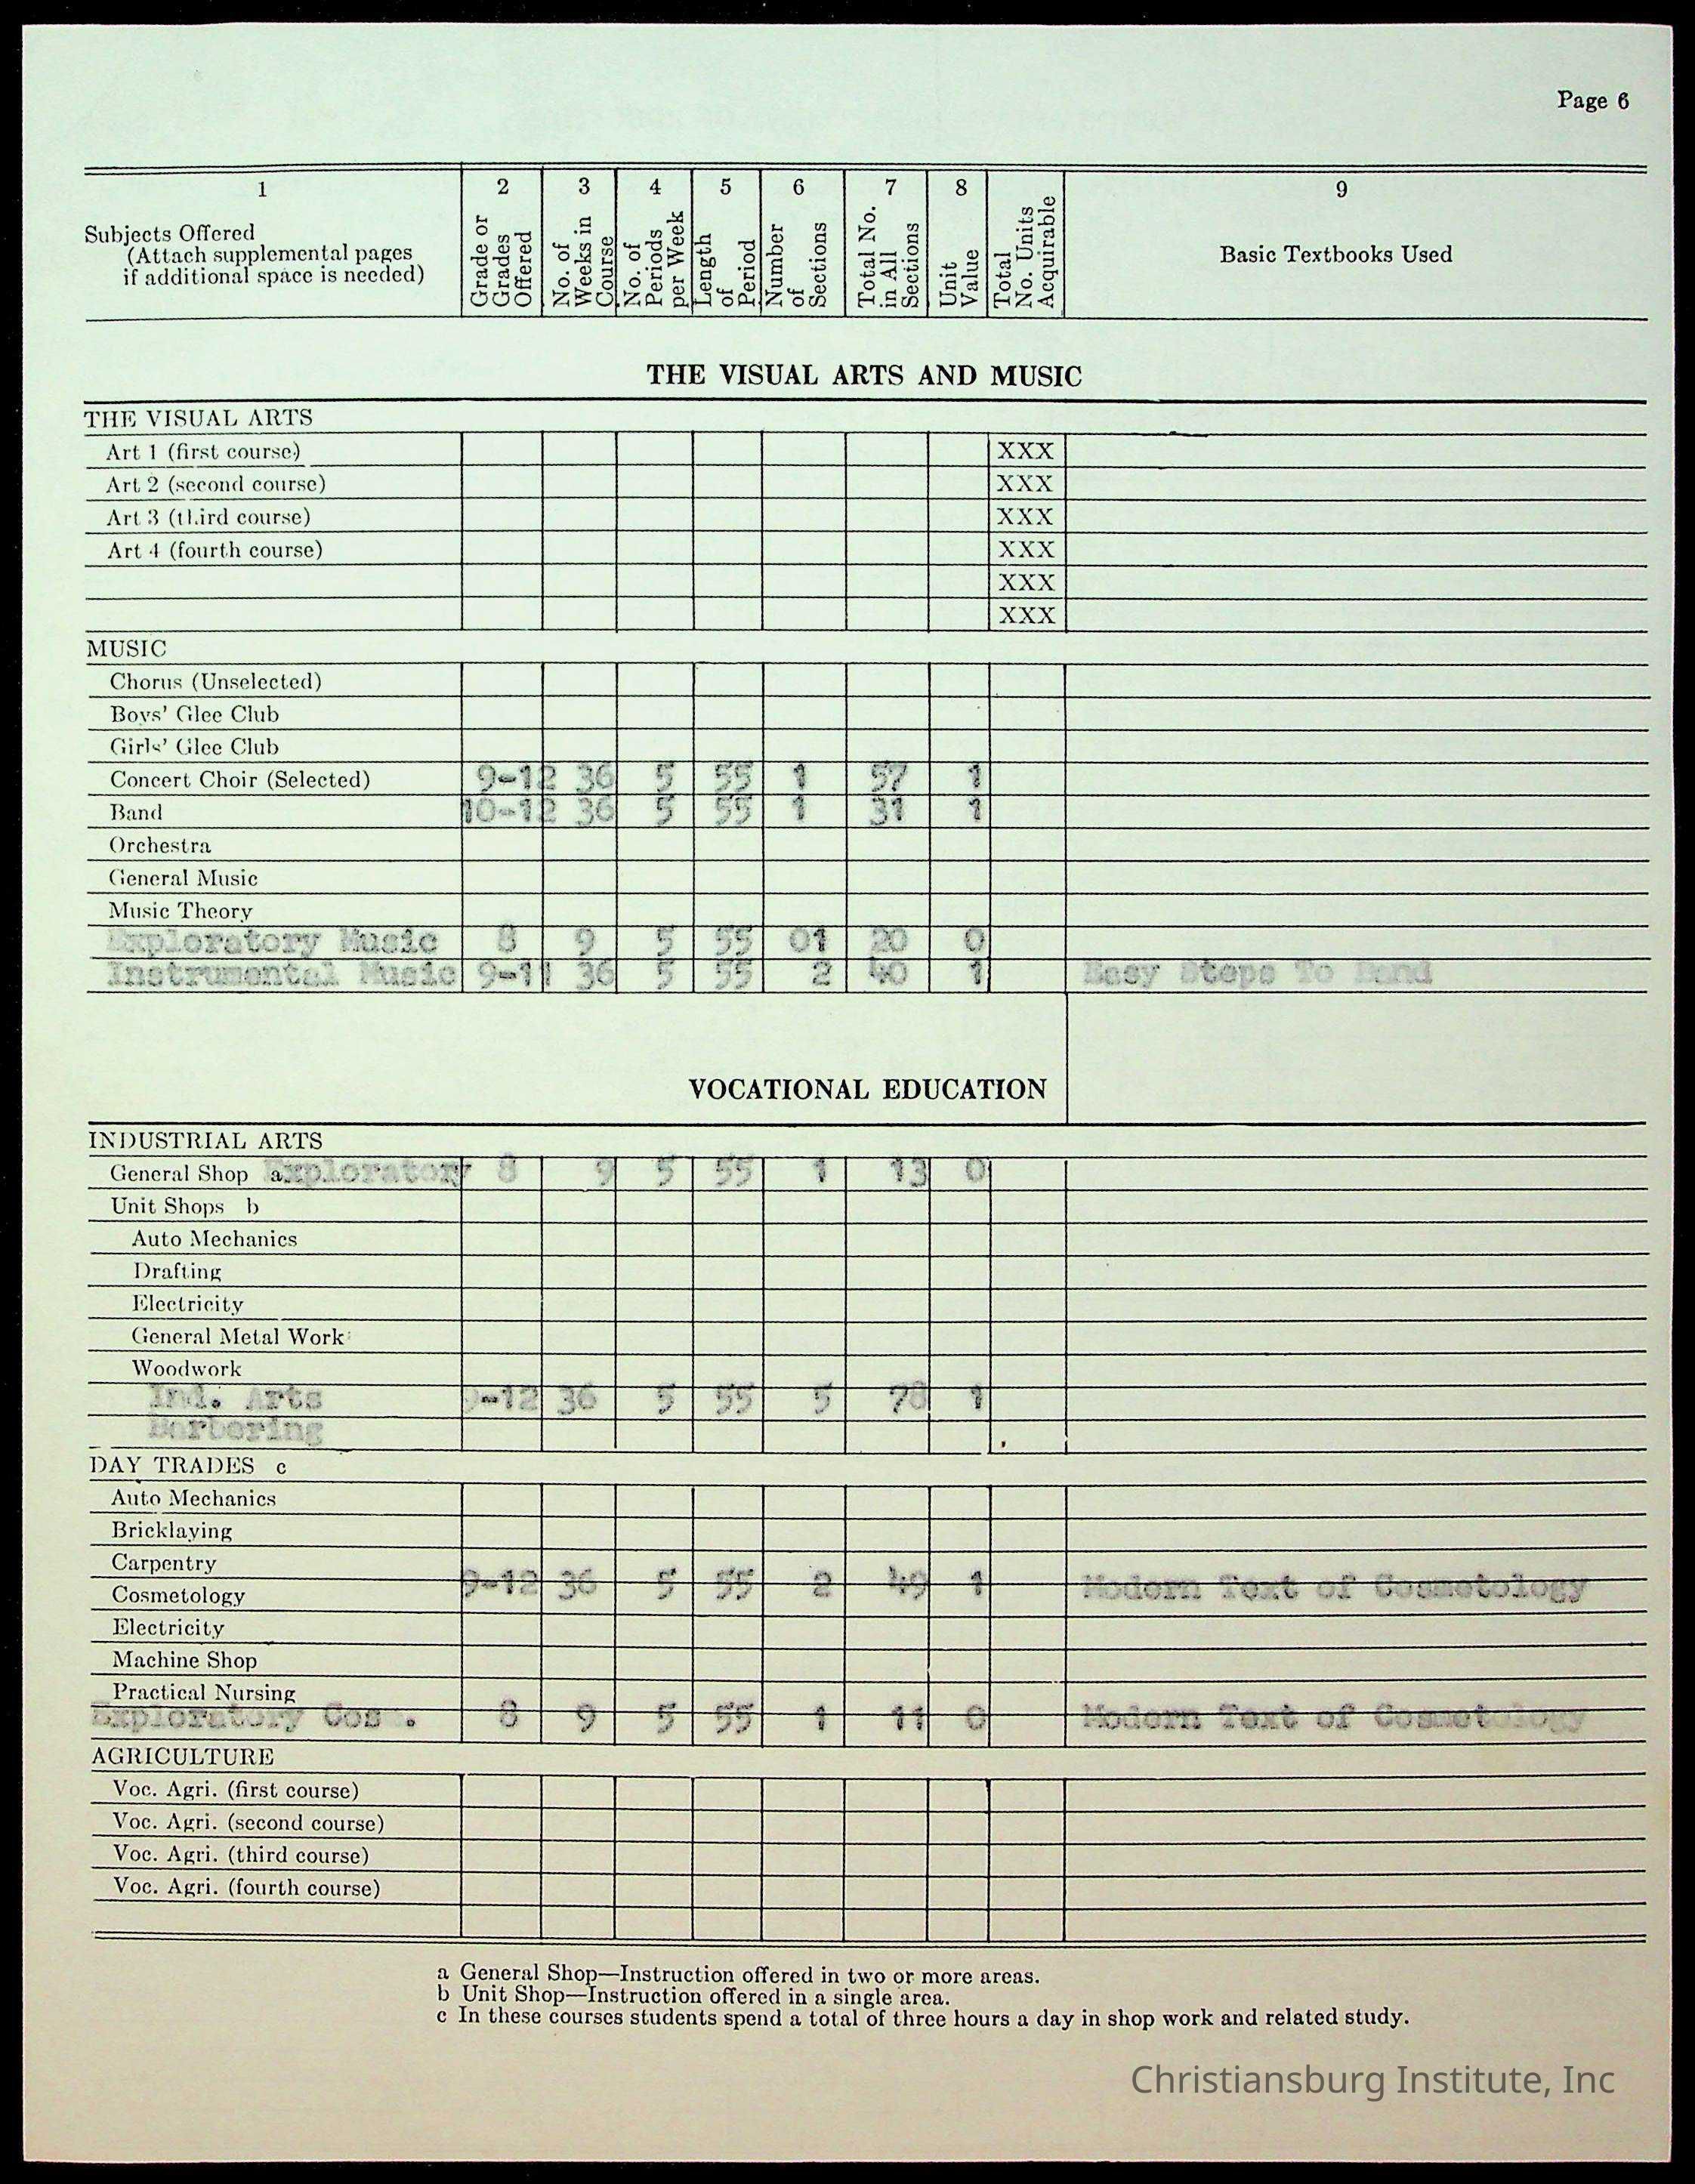 Page 6
1 2 3 4 5 6 7 8 9
Subjects Offered
(Attach supplemental pages
if additional space is needed)
Grade or Grades Offered
No. of Weeks in Course
No. of Periods per Week
Length of Period
Number of Sections
Total No. in All Sections
Unit Value
Total No. Units Acquirable
Basic Textbooks Used
THE VISUAL ARTS AND MUSIC
THE VISUAL ARTS
Art 1 (first course) XXX
Art 2 (second course) XXX
Art 3 (third course) XXX
Art 4 (fourth course) XXX
XXX
XXX
MUSIC
Chorus (Unselected)
Boys' Glee Club
Girls' Glee Club
Concert Choir (Selected) 9-12 36 5 55 1 57 1
Band 10-12 36 5 55 1 31 1
Orchestra
General Music
Music Theory
Exploratory Music 8 9 5 55 01 20 0
Instrumental Music 9-11 36 5 55 2 40 1 Easy Steps To Band
VOCATIONAL EDUCATION
INDUSTRIAL ARTS
General Shop a Exploratory 8 9 5 55 1 13 0
Unit Shops b
Auto Mechanics
Drafting
Electricity
General Metal Work
Woodwork
Ind. Arts 9-12 36 5 55 5 78 1
Barbering
DAY TRADES c
Auto Mechanics
Bricklaying
Carpentry
Cosmetology 9-12 36 5 55 2 49 1 Modern Text of Cosmetology
Electricity
Machine Shop
Practical Nursing
Exploratory Cos . 8 9 5 55 1 11 0 Modern Text of Cosmetology
AGRICULTURE
Voc. Agri. (first course)
Voc. Agri. (second course)
Voc. Agri. (third course)
Voc. Agri. (fourth course)
a General Shop—Instruction offered in two or more areas.
b Unit Shop—Instruction offered in a single area.
c In these courses students spend a total of three hours a day in shop work and related study.
Christiansburg Institute, Inc